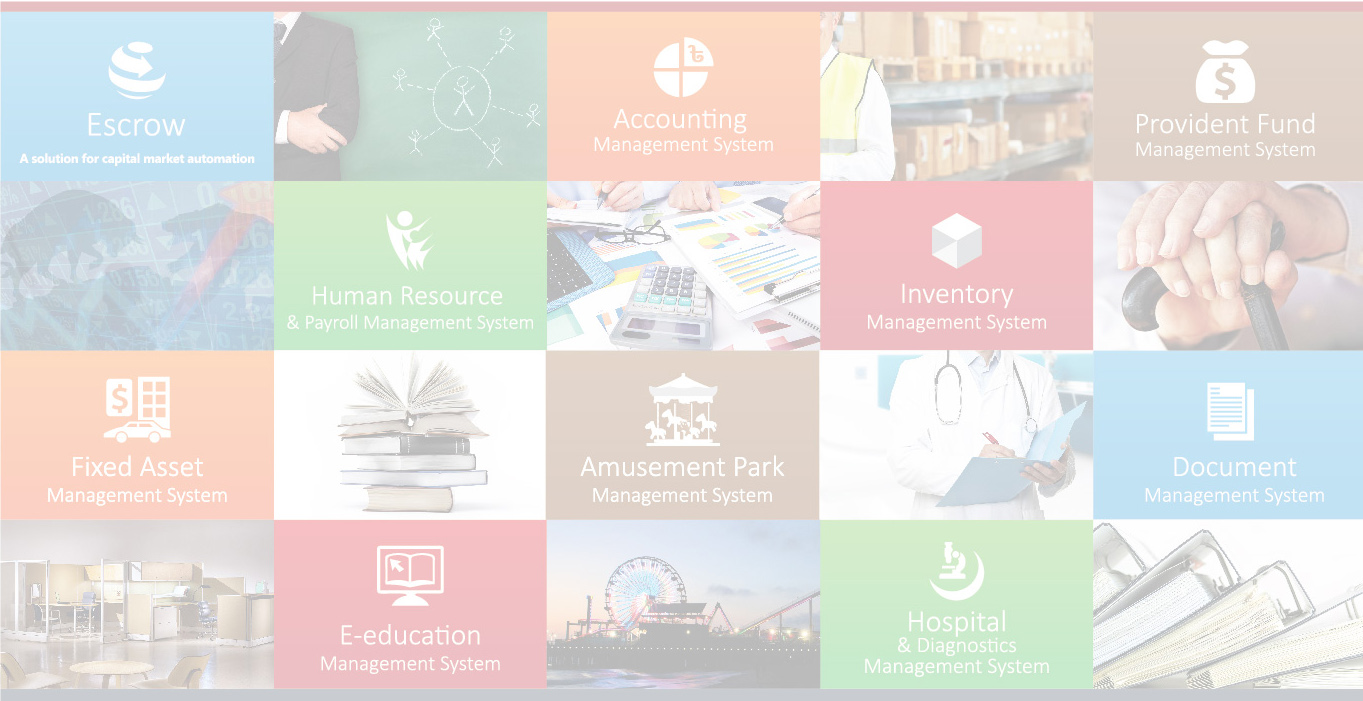 Escrow
A solution for capital market automation
Accounting
Management System
Provident Fund
Management System
Human Resource
& Payroll Management System
Inventory
Management System
Fixed Asset
Management System
Amusement Park
Management System
Document
Management System
E-education
Management System
Hospital
& Diagnostics
Management System